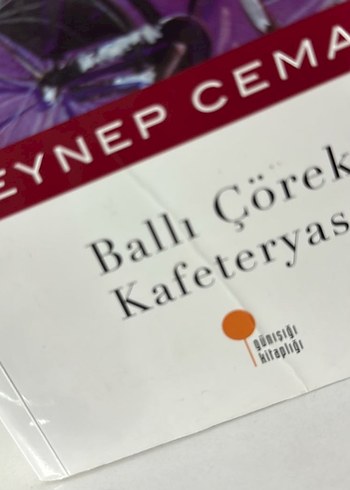 EYNEP CEMA
Ballı Çörek
Kafeteryas
günışığı
kitaplığı